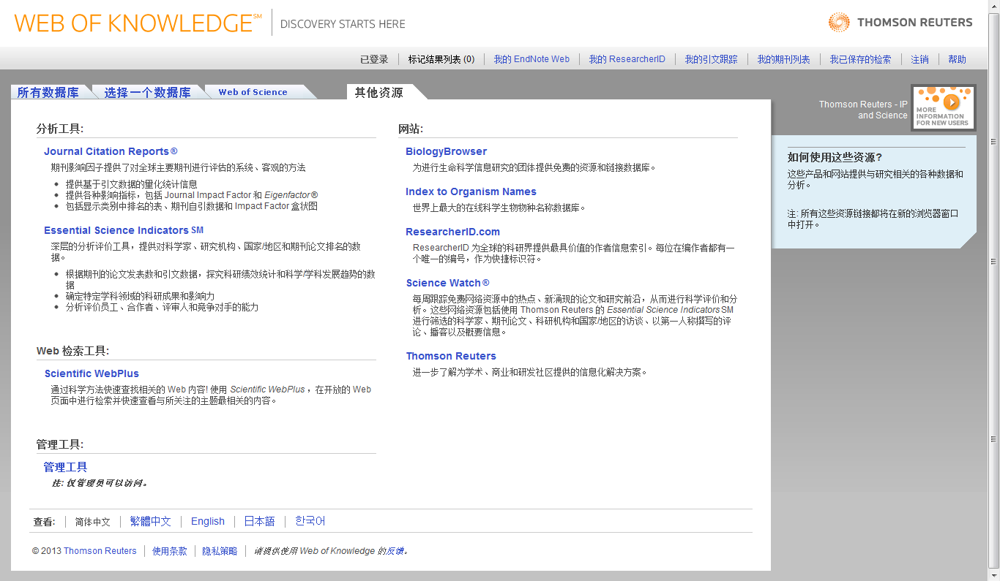 WEB OF KNOWLEDGE SM DISCOVERY STARTS HERE
THOMSON REUTERS
已登录 标记结果列表 (0) 我的 EndNote Web 我的 ResearcherID 我的引文跟踪 我的期刊列表 我已保存的检索 注销 帮助
所有数据库 选择一个数据库 Web of Science 其他资源
Thomson Reuters - IP
and Science
MORE
INFORMATION
FOR NEW USERS
分析工具:
Journal Citation Reports®
期刊影响因子提供了对全球主要期刊进行评估的系统、客观的方法
• 提供基于引文数据的量化统计信息
• 提供各种影响指标，包括 Journal Impact Factor 和 Eigenfactor®
• 包括显示类别中排名的表、期刊自引数据和 Impact Factor 盒状图
Essential Science Indicators SM
深层的分析评价工具，提供对科学家、研究机构、国家/地区和期刊论文排名的数
据。
• 根据期刊的论文发表数和引文数据，探究科研绩效统计和科学/学科发展趋势的数
据
• 确定特定学科领域的科研成果和影响力
• 分析评价员工、合作者、评审人和竞争对手的能力
Web 检索工具:
Scientific WebPlus
通过科学方法快速查找相关的 Web 内容! 使用 Scientific WebPlus ，在开放的 Web
页面中进行检索并快速查看与所关注的主题最相关的内容。
管理工具:
管理工具
注: 仅管理员可以访问。
网站:
BiologyBrowser
为进行生命科学信息研究的团体提供免费的资源和链接数据库。
Index to Organism Names
世界上最大的在线科学生物物种名称数据库。
ResearcherID.com
ResearcherID 为全球的科研界提供最具价值的作者信息索引。每位在编作者都有一
个唯一的编号，作为快捷标识符。
Science Watch®
每周跟踪免费网络资源中的热点、新涌现的论文和研究前沿，从而进行科学评价和分
析。这些网络资源包括使用 Thomson Reuters 的 Essential Science Indicators SM
进行筛选的科学家、期刊论文、科研机构和国家/地区的访谈、以第一人称撰写的评
论、播客以及概要信息。
Thomson Reuters
进一步了解为学术、商业和研发社区提供的信息化解决方案。
如何使用这些资源?
这些产品和网站提供与研究相关的各种数据和
分析。
注: 所有这些资源链接都将在新的浏览器窗口
中打开。
查看: 简体中文 繁體中文 English 日本語 한국어
© 2013 Thomson Reuters 使用条款 隐私策略 请提供使用 Web of Knowledge 的反馈。